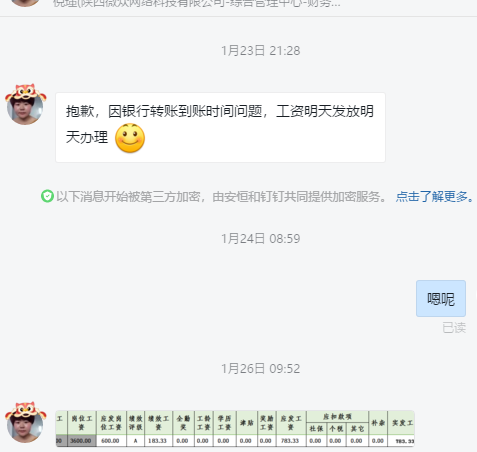 倪瑾(陕西微众网络科技有限公司-综合管理中心-财务...
1月23日 21:28
抱歉，因银行转账到账时间问题，工资明天发放明
天办理
以下消息开始被第三方加密，由安恒和钉钉共同提供加密服务。 点击了解更多。
1月24日 08:59
嗯呢
已读
1月26日 09:52
工 岗位工资 应发岗位工资 绩效评级 绩效工资 全勤奖 工龄工资 学历工资 津贴 奖励工资 应发工资 应扣款项 社保 个税 其它 补杂 实发工
00 3600.00 600.00 A 183.33 0.00 0.00 0.00 0.00 0.00 783.33 0.00 0.00 0.00 0.00 783.33